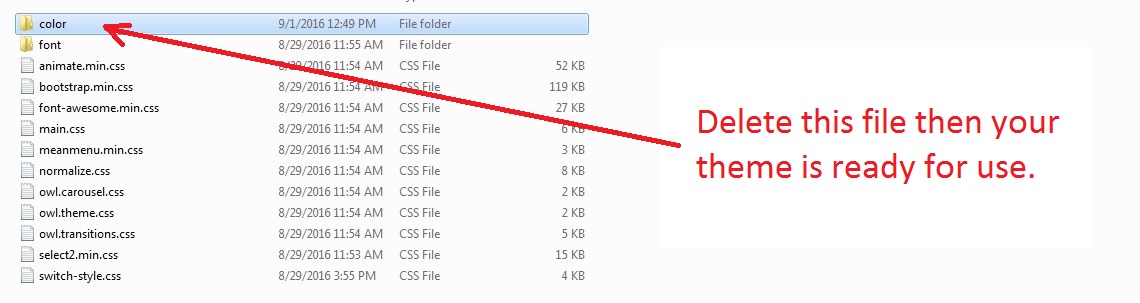 color 9/1/2016 12:49 PM File folder
font 8/29/2016 11:55 AM File folder
animate.min.css 8/29/2016 11:54 AM CSS File 52 KB
bootstrap.min.css 8/29/2016 11:54 AM CSS File 119 KB
font-awesome.min.css 8/29/2016 11:54 AM CSS File 27 KB
main.css 8/29/2016 11:54 AM CSS File 6 KB
meanmenu.min.css 8/29/2016 11:54 AM CSS File 3 KB
normalize.css 8/29/2016 11:54 AM CSS File 8 KB
owl.carousel.css 8/29/2016 11:54 AM CSS File 2 KB
owl.theme.css 8/29/2016 11:54 AM CSS File 2 KB
owl.transitions.css 8/29/2016 11:54 AM CSS File 5 KB
select2.min.css 8/29/2016 11:53 AM CSS File 15 KB
switch-style.css 8/29/2016 3:55 PM CSS File 4 KB
Delete this file then your
theme is ready for use.